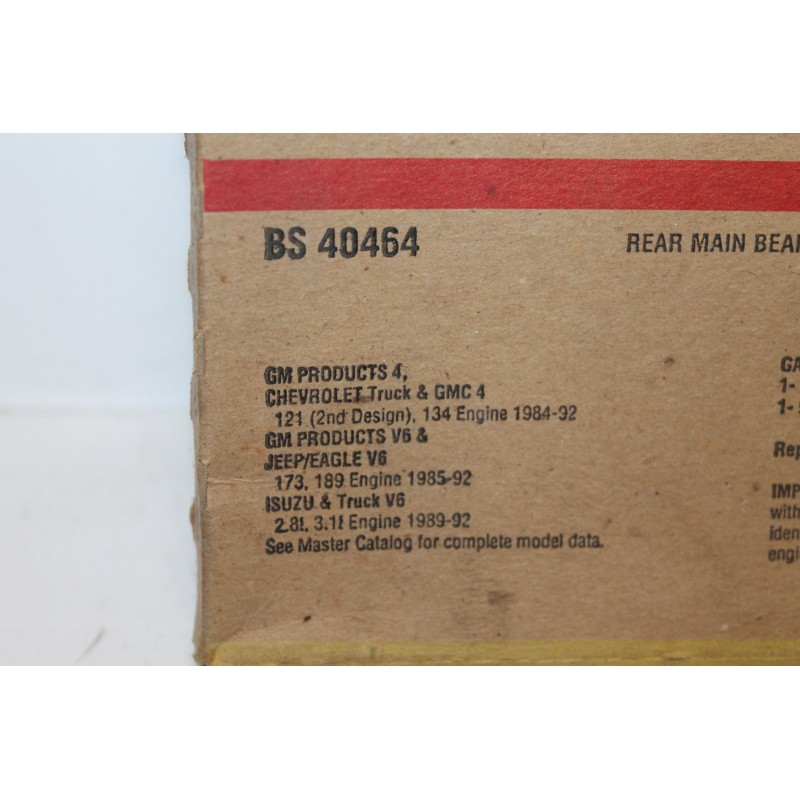 BS 40464
REAR MAIN BEA
GM PRODUCTS 4,
CHEVROLET Truck & GMC 4
121 (2nd Design), 134 Engine 1984-92
GM PRODUCTS V6 &
JEEP/EAGLE V6
173, 189 Engine 1985-92
ISUZU & Truck V6
2.8l, 3.1l Engine 1989-92
See Master Catalog for complete model data.
GA
1-
1-
Rep
IMP
with
iden
engi